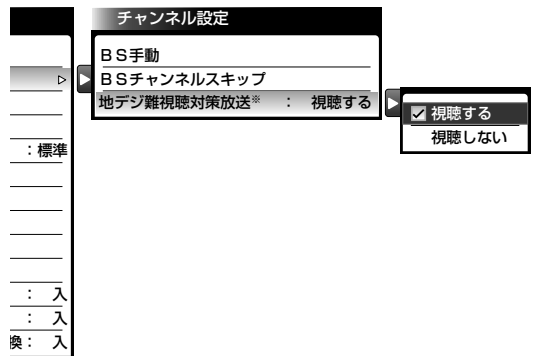 チャンネル設定
BS手動
BSチャンネルスキップ
地デジ難視聴対策放送※ : 視聴する
視聴する
視聴しない
:標準
: 入
: 入
換: 入